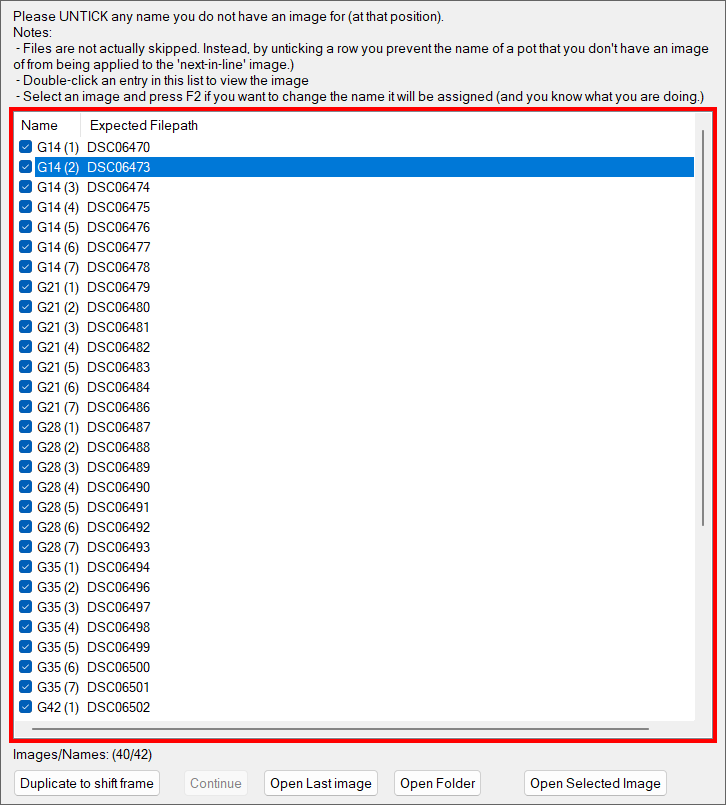 Please UNTICK any name you do not have an image for (at that position).
Notes:
- Files are not actually skipped. Instead, by unticking a row you prevent the name of a pot that you don't have an image
of from being applied to the 'next-in-line' image.)
- Double-click an entry in this list to view the image
- Select an image and press F2 if you want to change the name it will be assigned (and you know what you are doing.)
Name Expected Filepath
G14 (1) DSC06470
G14 (2) DSC06473
G14 (3) DSC06474
G14 (4) DSC06475
G14 (5) DSC06476
G14 (6) DSC06477
G14 (7) DSC06478
G21 (1) DSC06479
G21 (2) DSC06480
G21 (3) DSC06481
G21 (4) DSC06482
G21 (5) DSC06483
G21 (6) DSC06484
G21 (7) DSC06486
G28 (1) DSC06487
G28 (2) DSC06488
G28 (3) DSC06489
G28 (4) DSC06490
G28 (5) DSC06491
G28 (6) DSC06492
G28 (7) DSC06493
G35 (1) DSC06494
G35 (2) DSC06496
G35 (3) DSC06497
G35 (4) DSC06498
G35 (5) DSC06499
G35 (6) DSC06500
G35 (7) DSC06501
G42 (1) DSC06502
Images/Names: (40/42)
Duplicate to shift frame Continue Open Last image Open Folder Open Selected Image